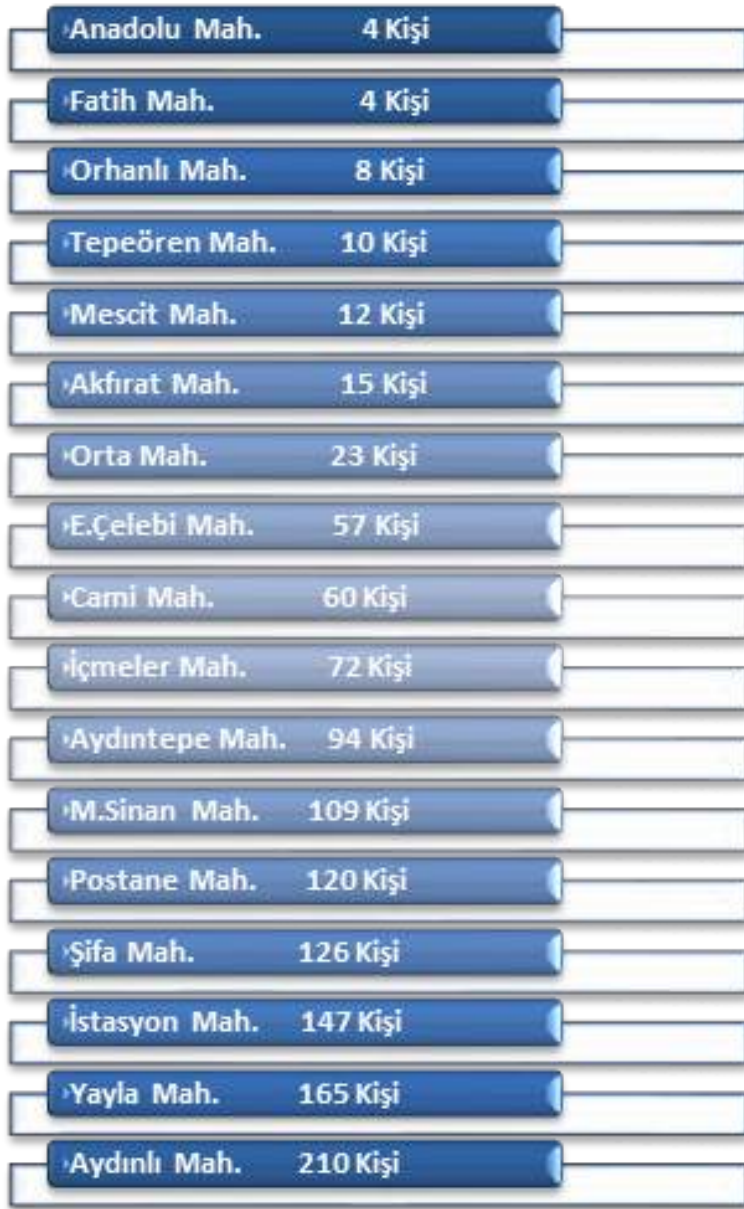 Anadolu Mah. 4 Kişi
Fatih Mah. 4 Kişi
Orhanlı Mah. 8 Kişi
Tepeören Mah. 10 Kişi
Mescit Mah. 12 Kişi
Akfırat Mah. 15 Kişi
Orta Mah. 23 Kişi
E.Çelebi Mah. 57 Kişi
Cami Mah. 60 Kişi
İçmeler Mah. 72 Kişi
Aydıntepe Mah. 94 Kişi
M.Sinan Mah. 109 Kişi
Postane Mah. 120 Kişi
Şifa Mah. 126 Kişi
İstasyon Mah. 147 Kişi
Yayla Mah. 165 Kişi
Aydınlı Mah. 210 Kişi